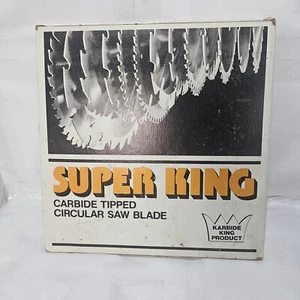 SUPER KING
CARBIDE TIPPED
CIRCULAR SAW BLADE
KARBIDE
KING
PRODUCT